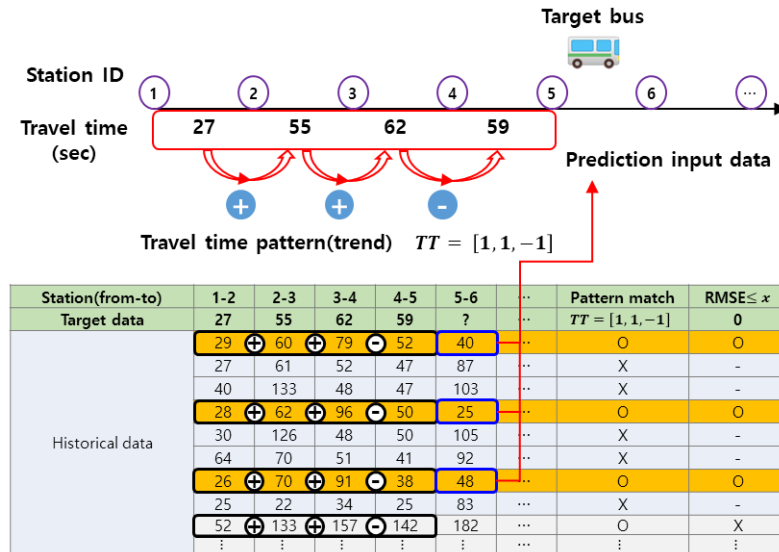 Target bus
Station ID
1 2 3 4 5 6 ...
Travel time
(sec)
27 55 62 59
Prediction input data
+ + -
Travel time pattern(trend) TT = [1, 1, −1]
Station(from-to) 1-2 2-3 3-4 4-5 5-6 ... Pattern match RMSE≤ x
Target data 27 55 62 59 ? ... TT = [1, 1, −1] 0
29 + 60 + 79 - 52 40 ... O O
27 61 52 47 87 ... X -
40 133 48 47 103 ... X -
28 + 62 + 96 - 50 25 ... O O
Historical data
30 126 48 50 105 ... X -
64 70 51 41 92 ... X -
26 + 70 + 91 - 38 48 ... O O
25 22 34 25 83 ... X -
52 + 133 + 157 - 142 182 ... O X
⋮ ⋮ ⋮ ⋮ ⋮ ⋮ ⋮ ⋮